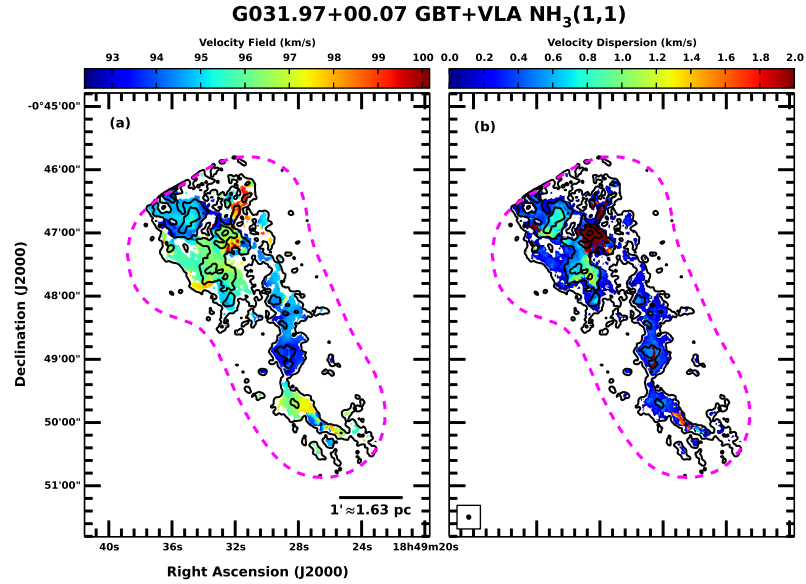 G031.97+00.07 GBT+VLA NH3(1,1)
Velocity Field (km/s)
Velocity Dispersion (km/s)
93 94 95 96 97 98 99 100
0.0 0.2 0.4 0.6 0.8 1.0 1.2 1.4 1.6 1.8 2.0
(a)
(b)
-0°45'00"
46'00"
47'00"
48'00"
49'00"
50'00"
51'00"
Declination (J2000)
1'≈1.63 pc
40s 36s 32s 28s 24s 18h49m20s
Right Ascension (J2000)